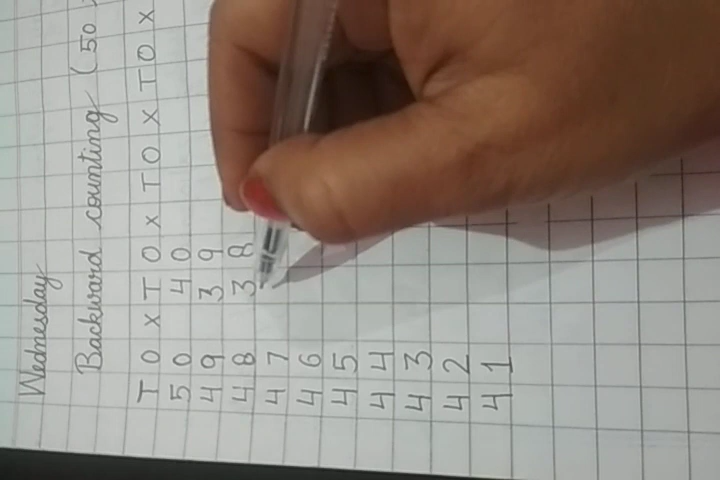 Wednesday
Backward counting (50
T O X T O X T O X T O X T O X
5 0 4 0
4 9 3 9
4 8 3 8
4 7
4 6
4 5
4 4
4 3
4 2
4 1